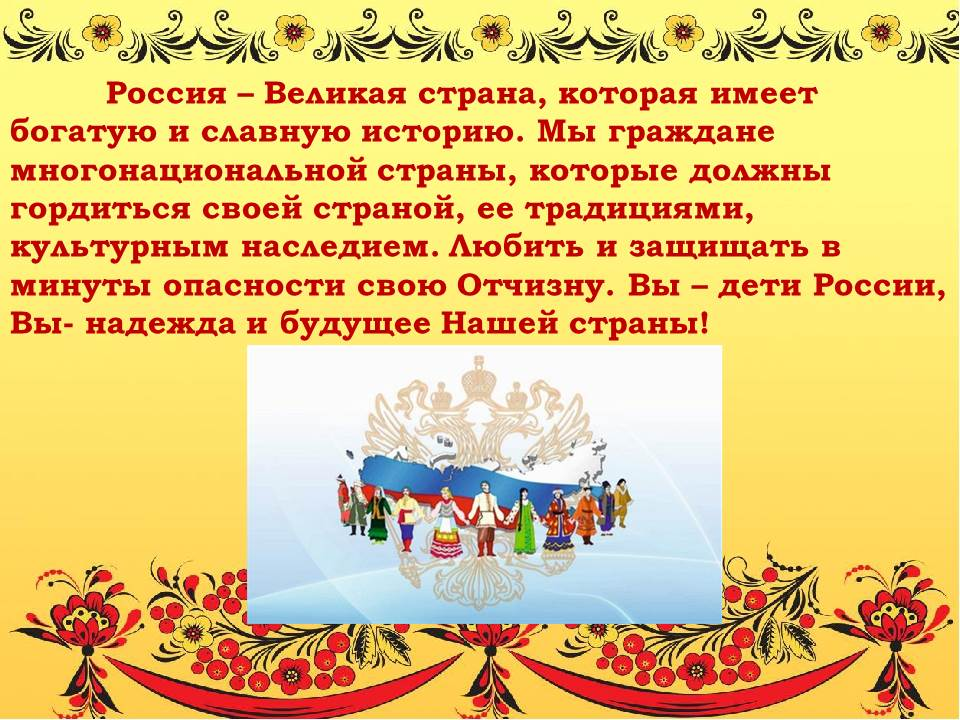 Россия – Великая страна, которая имеет
богатую и славную историю. Мы граждане
многонациональной страны, которые должны
гордиться своей страной, ее традициями,
культурным наследием. Любить и защищать в
минуты опасности свою Отчизну. Вы – дети России,
Вы- надежда и будущее Нашей страны!